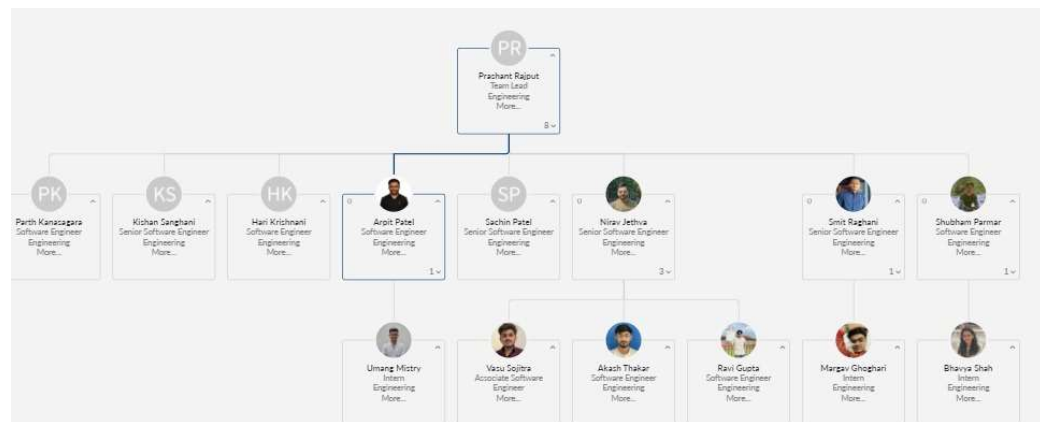 PR
Prashant Rajput
Team Lead
Engineering
More...
8
PK
Parth Kanasagara
Software Engineer
Engineering
More...
KS
Kishan Sanghani
Senior Software Engineer
Engineering
More...
HK
Hari Krishnani
Software Engineer
Engineering
More...
Arpit Patel
Software Engineer
Engineering
More...
1
SP
Sachin Patel
Senior Software Engineer
Engineering
More...
Nirav Jethva
Senior Software Engineer
Engineering
More...
3
Smit Raghani
Senior Software Engineer
Engineering
More...
1
Shubham Parmar
Software Engineer
Engineering
More...
1
Umang Mistry
Intern
Engineering
More...
Vasu Sojitra
Associate Software
Engineer
Engineering
More...
Akash Thakar
Software Engineer
Engineering
More...
Ravi Gupta
Software Engineer
Engineering
More...
Margav Ghoghari
Intern
Engineering
More...
Bhavya Shah
Intern
Engineering
More...